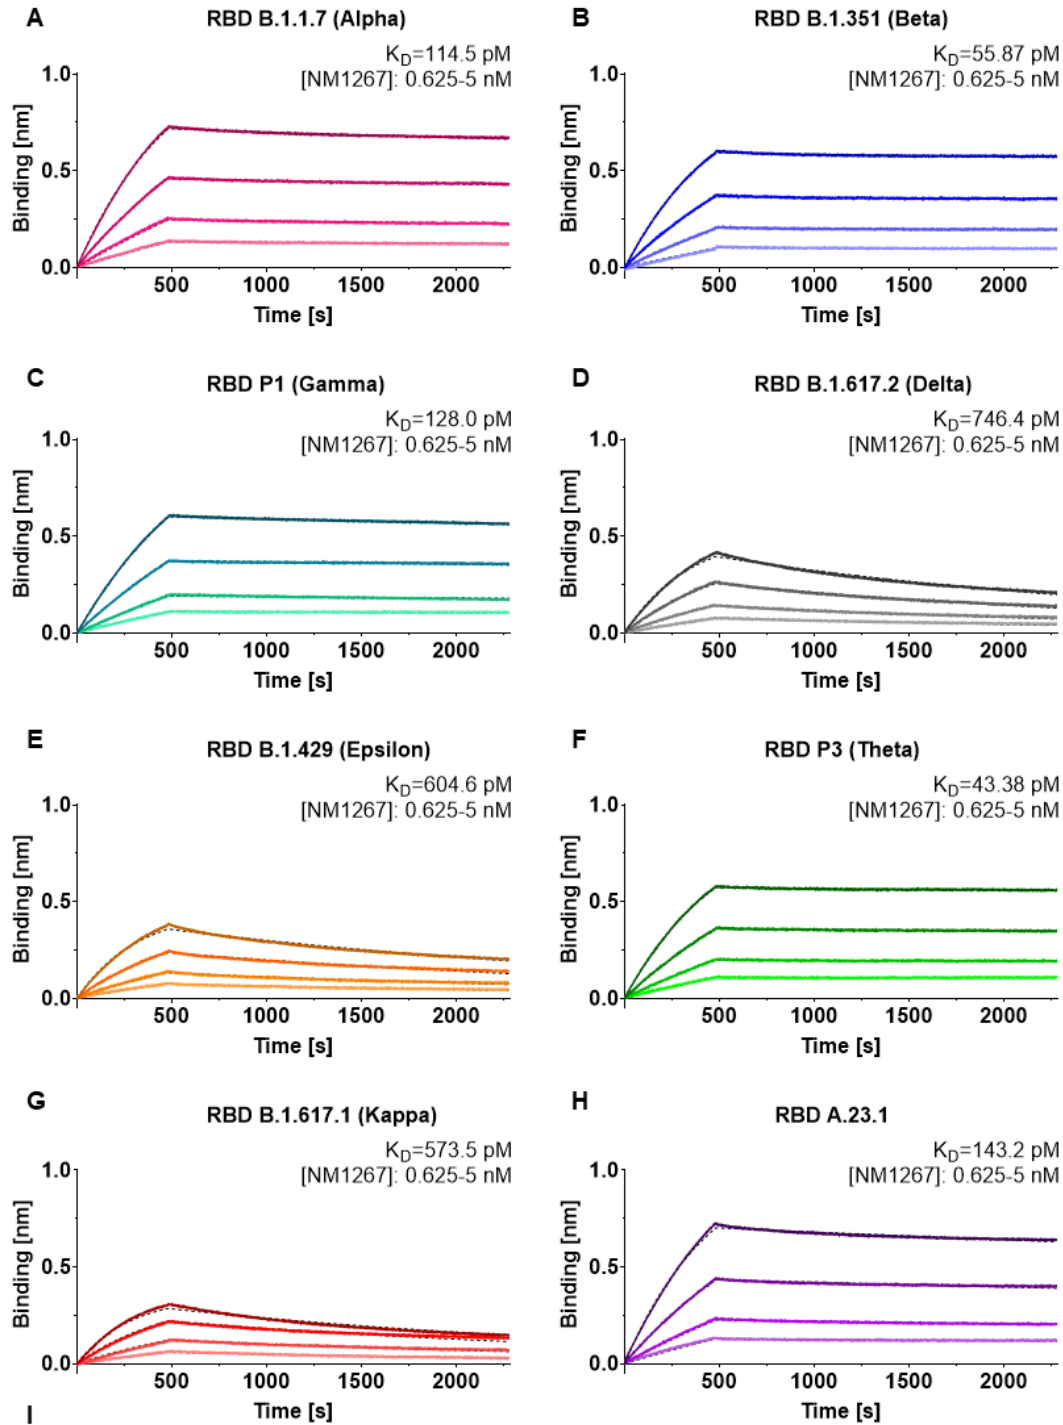 A
RBD B.1.1.7 (Alpha)
K_D=114.5 pM
[NM1267]: 0.625-5 nM
1.0
0.5
0.0
Binding [nm]
500 1000 1500 2000
Time [s]
B
RBD B.1.351 (Beta)
K_D=55.87 pM
[NM1267]: 0.625-5 nM
1.0
0.5
0.0
Binding [nm]
500 1000 1500 2000
Time [s]
C
RBD P1 (Gamma)
K_D=128.0 pM
[NM1267]: 0.625-5 nM
1.0
0.5
0.0
Binding [nm]
500 1000 1500 2000
Time [s]
D
RBD B.1.617.2 (Delta)
K_D=746.4 pM
[NM1267]: 0.625-5 nM
1.0
0.5
0.0
Binding [nm]
500 1000 1500 2000
Time [s]
E
RBD B.1.429 (Epsilon)
K_D=604.6 pM
[NM1267]: 0.625-5 nM
1.0
0.5
0.0
Binding [nm]
500 1000 1500 2000
Time [s]
F
RBD P3 (Theta)
K_D=43.38 pM
[NM1267]: 0.625-5 nM
1.0
0.5
0.0
Binding [nm]
500 1000 1500 2000
Time [s]
G
RBD B.1.617.1 (Kappa)
K_D=573.5 pM
[NM1267]: 0.625-5 nM
1.0
0.5
0.0
Binding [nm]
500 1000 1500 2000
Time [s]
H
RBD A.23.1
K_D=143.2 pM
[NM1267]: 0.625-5 nM
1.0
0.5
0.0
Binding [nm]
500 1000 1500 2000
Time [s]
I